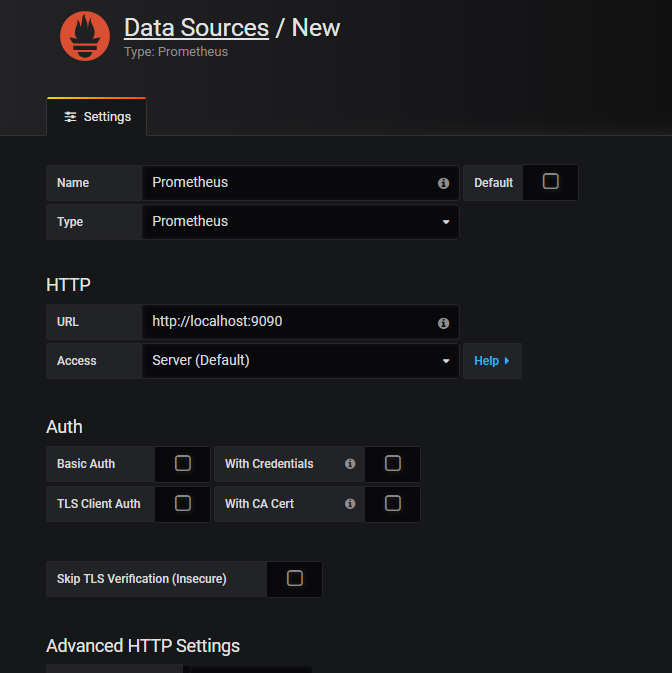 Data Sources / New
Type: Prometheus
Settings
Name Prometheus Default
Type Prometheus
HTTP
URL http://localhost:9090
Access Server (Default) Help
Auth
Basic Auth With Credentials
TLS Client Auth With CA Cert
Skip TLS Verification (Insecure)
Advanced HTTP Settings